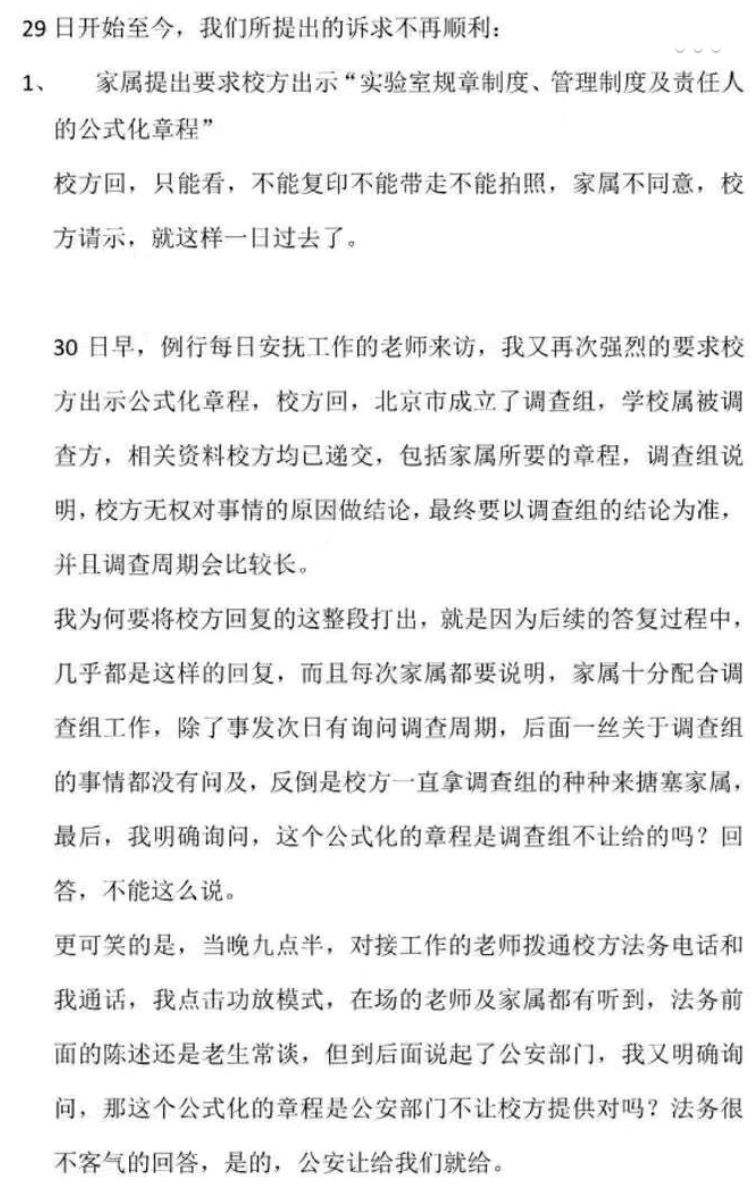 29 日开始至今，我们所提出的诉求不再顺利：
1、 家属提出要求校方出示“实验室规章制度、管理制度及责任人
的公式化章程”
校方回，只能看，不能复印不能带走不能拍照，家属不同意，校
方请示，就这样一日过去了。
30 日早，例行每日安抚工作的老师来访，我又再次强烈的要求校
方出示公式化章程，校方回，北京市成立了调查组，学校属被调
查方，相关资料校方均已递交，包括家属所要的章程，调查组说
明，校方无权对事情的原因做结论，最终要以调查组的结论为准，
并且调查周期会比较长。
我为何要将校方回复的这整段打出，就是因为后续的答复过程中，
几乎都是这样的回复，而且每次家属都要说明，家属十分配合调
查组工作，除了事发次日有询问调查周期，后面一丝关于调查组
的事情都没有问及，反倒是校方一直拿调查组的种种来搪塞家属，
最后，我明确询问，这个公式化的章程是调查组不让给的吗？回
答，不能这么说。
更可笑的是，当晚九点半，对接工作的老师拨通校方法务电话和
我通话，我点击功放模式，在场的老师及家属都有听到，法务前
面的陈述还是老生常谈，但到后面说起了公安部门，我又明确询
问，那这个公式化的章程是公安部门不让校方提供对吗？法务很
不客气的回答，是的，公安让给我们就给。